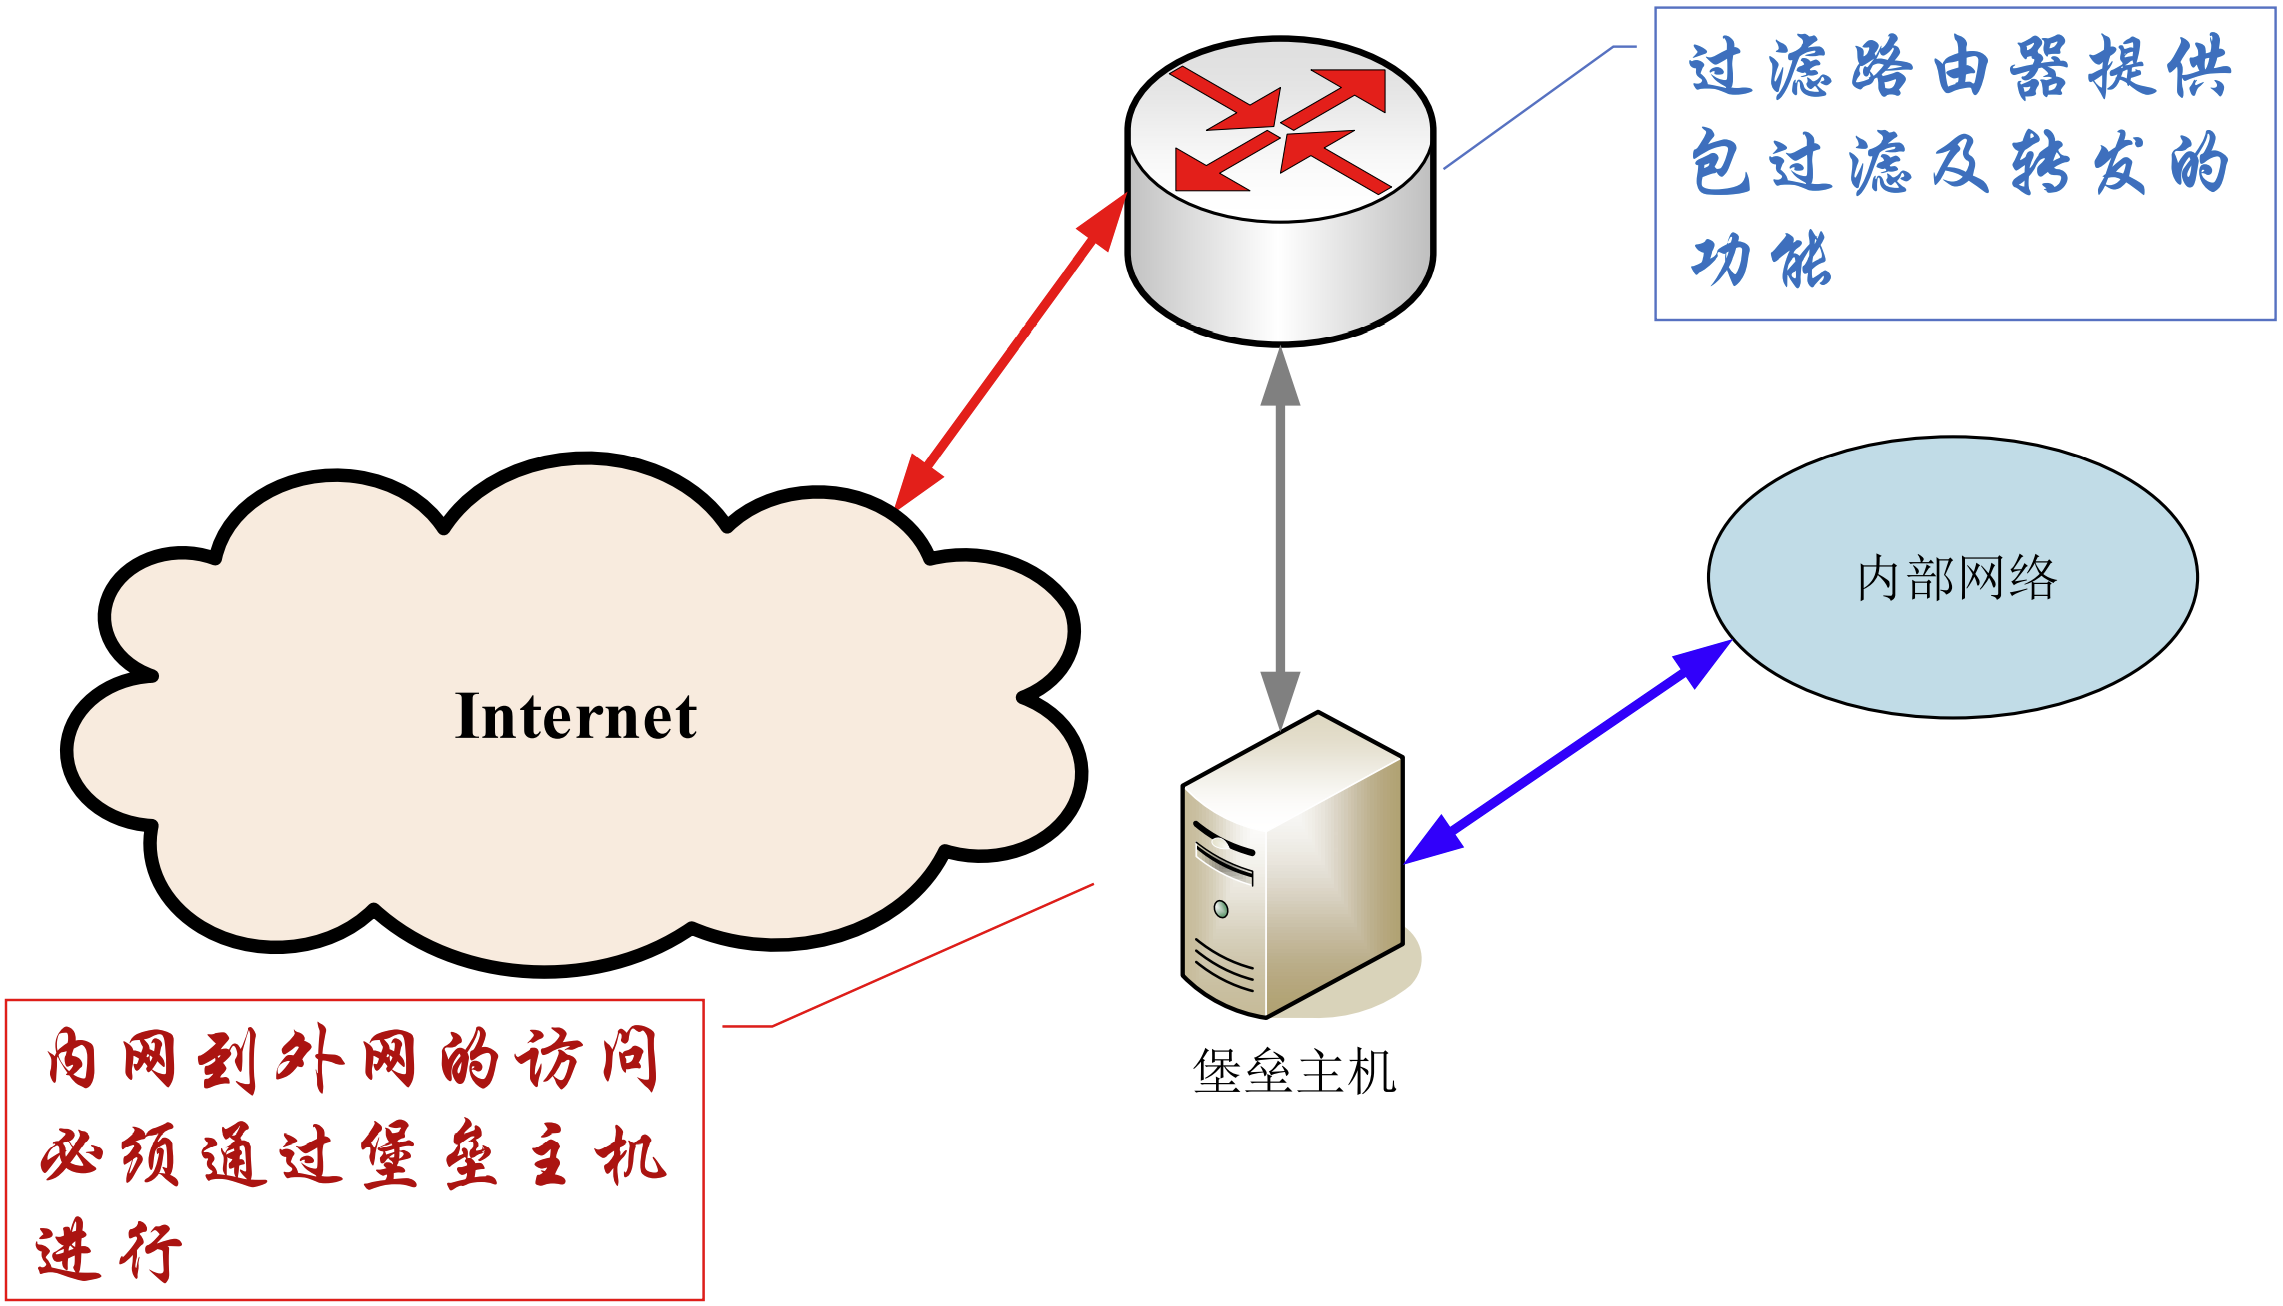 过滤路由器提供
包过滤及转发的
功能
内部网络
Internet
内网到外网的访问
必须通过堡垒主机
进行
堡垒主机